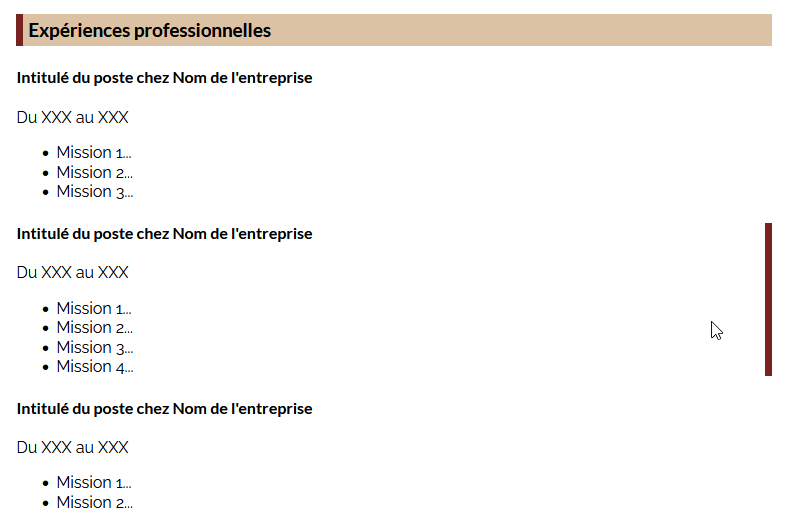 Expériences professionnelles
Intitulé du poste chez Nom de l'entreprise
Du XXX au XXX
• Mission 1...
• Mission 2...
• Mission 3...
Intitulé du poste chez Nom de l'entreprise
Du XXX au XXX
• Mission 1...
• Mission 2...
• Mission 3...
• Mission 4...
Intitulé du poste chez Nom de l'entreprise
Du XXX au XXX
• Mission 1...
• Mission 2...